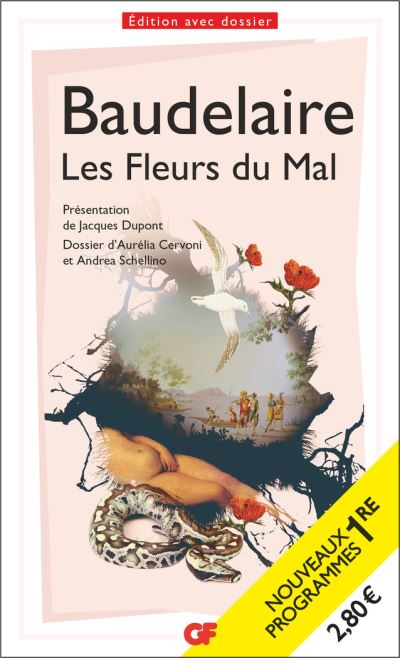 Édition avec dossier
Baudelaire
Les Fleurs du Mal
Présentation
de Jacques Dupont
Dossier d'Aurélia Cervoni
et Andrea Schellino
NOUVEAUX
PROGRAMMES
1RE
2,80€
GF